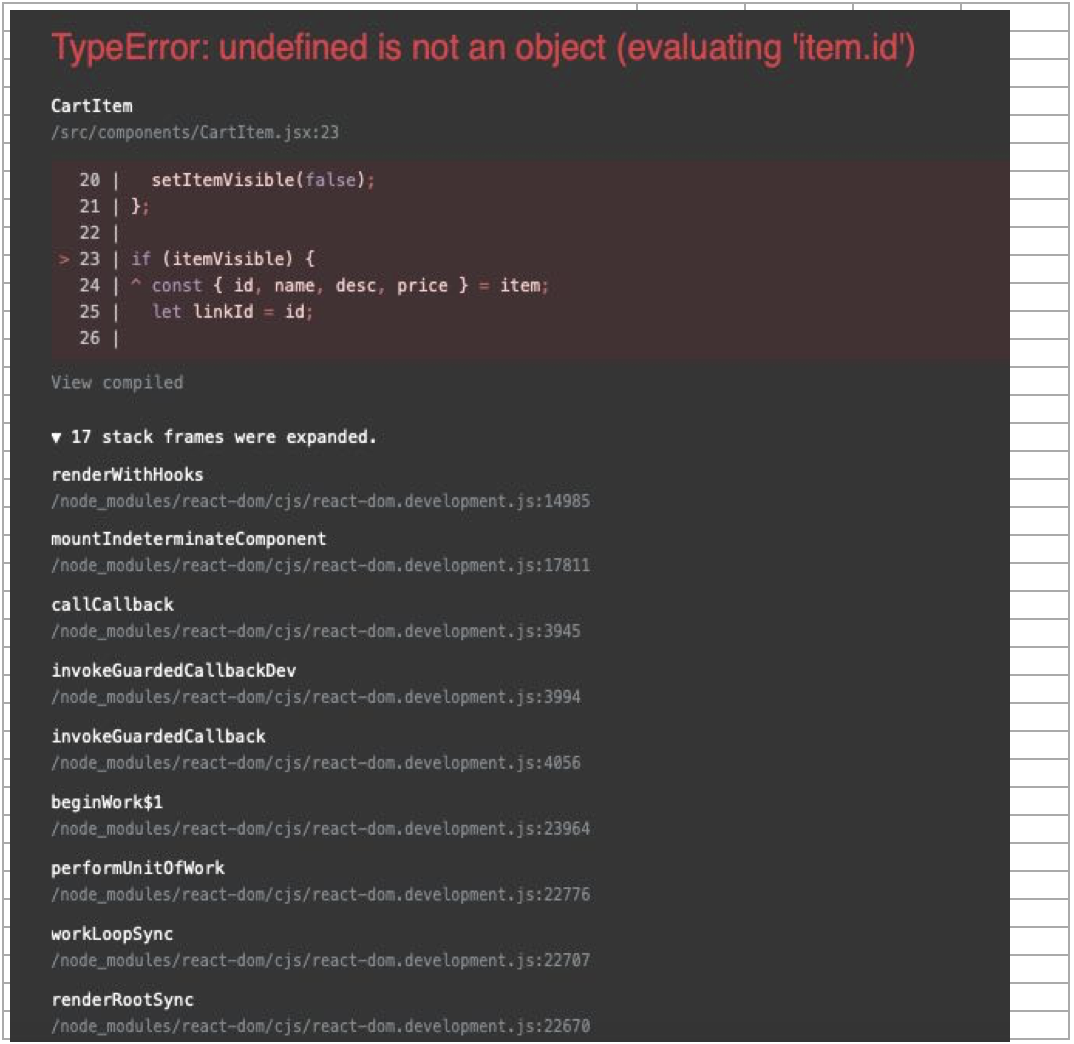 TypeError: undefined is not an object (evaluating 'item.id')
CartItem
/src/components/CartItem.jsx:23
20 |   setItemVisible(false);
21 | };
22 |
> 23 | if (itemVisible) {
24 | ^ const { id, name, desc, price } = item;
25 |   let linkId = id;
26 |
View compiled
▼ 17 stack frames were expanded.
renderWithHooks
/node_modules/react-dom/cjs/react-dom.development.js:14985
mountIndeterminateComponent
/node_modules/react-dom/cjs/react-dom.development.js:17811
callCallback
/node_modules/react-dom/cjs/react-dom.development.js:3945
invokeGuardedCallbackDev
/node_modules/react-dom/cjs/react-dom.development.js:3994
invokeGuardedCallback
/node_modules/react-dom/cjs/react-dom.development.js:4056
beginWork$1
/node_modules/react-dom/cjs/react-dom.development.js:23964
performUnitOfWork
/node_modules/react-dom/cjs/react-dom.development.js:22776
workLoopSync
/node_modules/react-dom/cjs/react-dom.development.js:22707
renderRootSync
/node_modules/react-dom/cjs/react-dom.development.js:22670